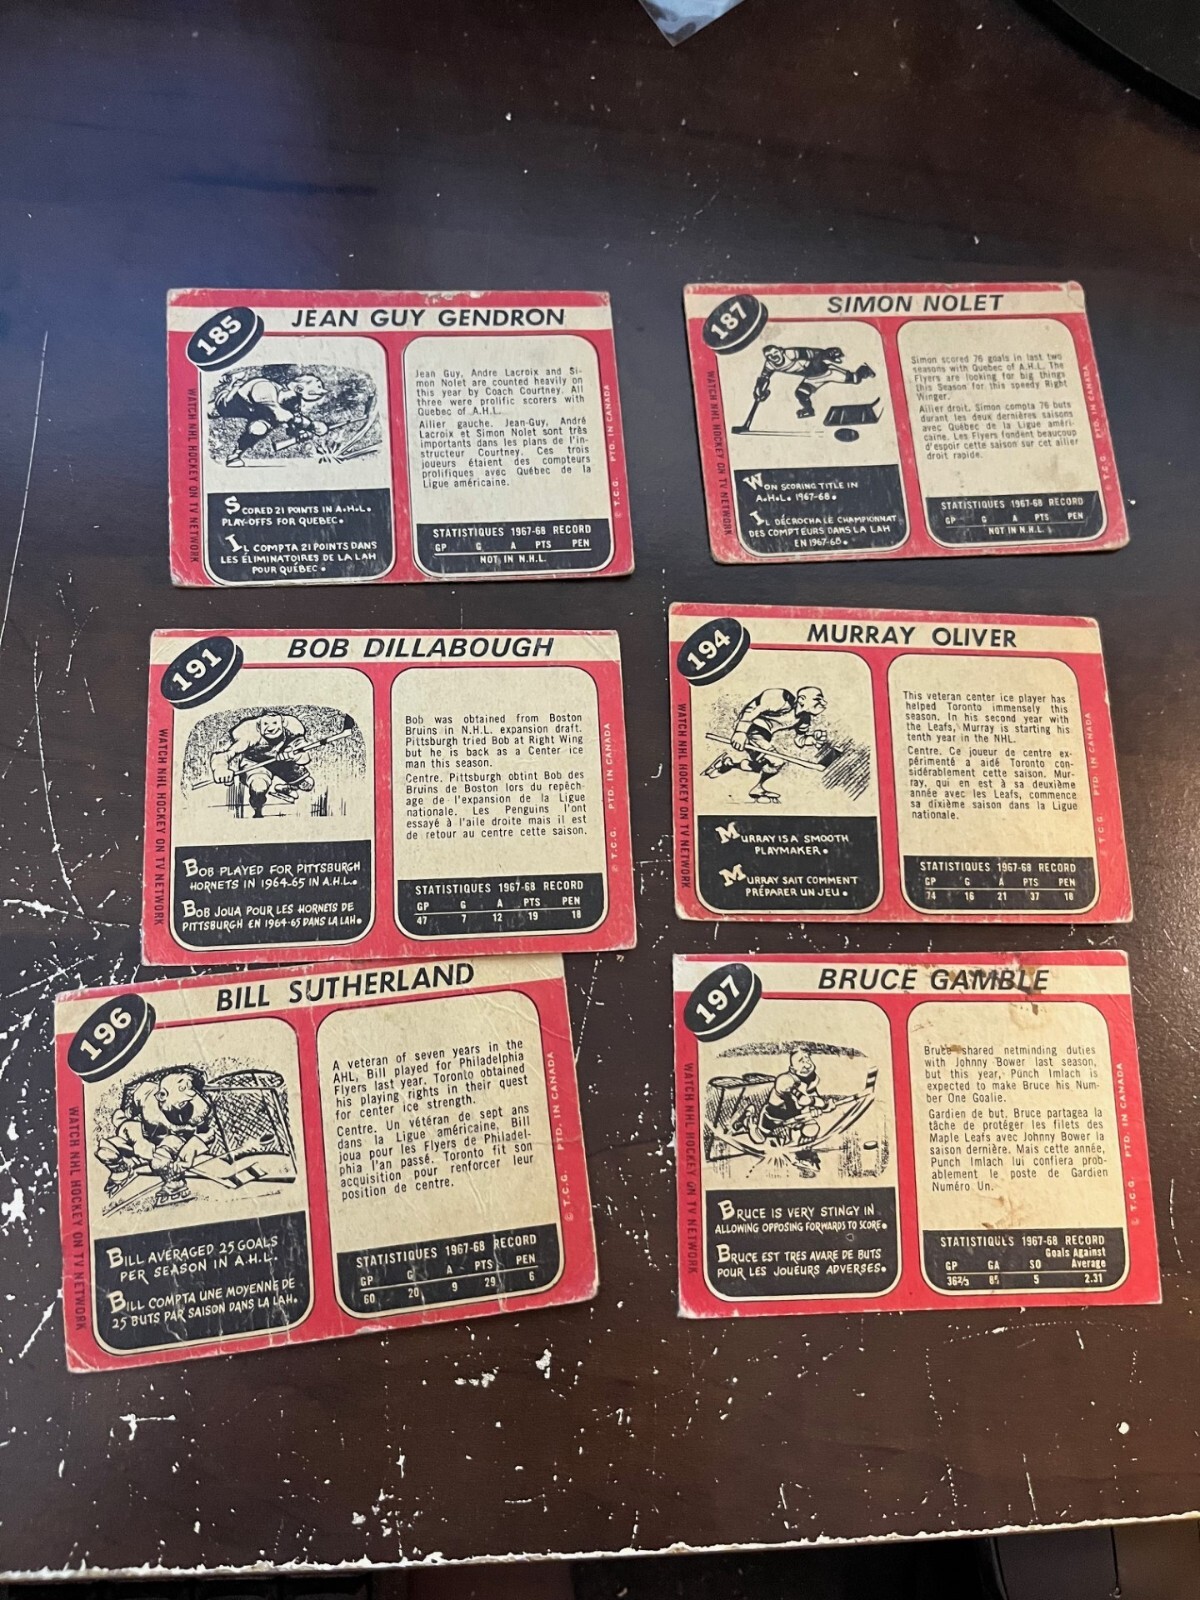 185
JEAN GUY GENDRON
WATCH NHL HOCKEY ON TV NETWORK
SCORED 21 POINTS IN A.H.L.
PLAY-OFFS FOR QUEBEC.
IL COMPTA 21 POINTS DANS
LES ÉLIMINATOIRES DE LA LAH
POUR QUÉBEC.
Jean Guy, Andre Lacroix and Si-
mon Nolet are counted heavily on
this year by Coach Courtney. All
three were prolific scorers with
Quebec of A.H.L.
Ailier gauche. Jean-Guy, André
Lacroix et Simon Nolet sont très
importants dans les plans de l'in-
structeur Courtney. Ces trois
joueurs étaient des compteurs
prolifiques avec Québec de la
Ligue américaine.
STATISTIQUES 1967-68 RECORD
GP G A PTS PEN
NOT IN N.H.L.
© T.C.G. PTD. IN CANADA
187
SIMON NOLET
WATCH NHL HOCKEY ON TV NETWORK
WON SCORING TITLE IN
A.H.L. 1967-68.
IL DÉCROCHA LE CHAMPIONNAT
DES COMPTEURS DANS LA LAH
EN 1967-68.
Simon scored 76 goals in last two
seasons with Quebec of A.H.L. The
Flyers are looking for big things
this Season for this speedy Right
Winger.
Ailier droit. Simon compta 76 buts
durant les deux dernières saisons
avec Québec de la Ligue améri-
caine. Les Flyers fondent beaucoup
d'espoir cette saison sur cet ailier
droit rapide.
STATISTIQUES 1967-68 RECORD
GP G A PTS PEN
NOT IN N.H.L.
© T.C.G. PTD. IN CANADA
191
BOB DILLABOUGH
WATCH NHL HOCKEY ON TV NETWORK
BOB PLAYED FOR PITTSBURGH
HORNETS IN 1964-65 IN A.H.L.
BOB JOUA POUR LES HORNETS DE
PITTSBURGH EN 1964-65 DANS LA LAH.
Bob was obtained from Boston
Bruins in N.H.L. expansion draft.
Pittsburgh tried Bob at Right Wing
but he is back as a Center ice
man this season.
Centre. Pittsburgh obtint Bob des
Bruins de Boston lors du repêch-
age de l'expansion de la Ligue
nationale. Les Penguins l'ont
essayé à l'aile droite mais il est
de retour au centre cette saison.
STATISTIQUES 1967-68 RECORD
GP G A PTS PEN
47 7 12 19 18
© T.C.G. PTD. IN CANADA
194
MURRAY OLIVER
WATCH NHL HOCKEY ON TV NETWORK
MURRAY IS A SMOOTH
PLAYMAKER.
MURRAY SAIT COMMENT
PRÉPARER UN JEU.
This veteran center ice player has
helped Toronto immensely this
season. In his second year with
the Leafs, Murray is starting his
tenth year in the NHL.
Centre. Ce joueur de centre ex-
périmenté a aidé Toronto con-
sidérablement cette saison. Mur-
ray, qui en est à sa deuxième
année avec les Leafs, commence
sa dixième saison dans la Ligue
nationale.
STATISTIQUES 1967-68 RECORD
GP G A PTS PEN
74 16 21 37 18
© T.C.G. PTD. IN CANADA
196
BILL SUTHERLAND
WATCH NHL HOCKEY ON TV NETWORK
BILL AVERAGED 25 GOALS
PER SEASON IN A.H.L.
BILL COMPTA UNE MOYENNE DE
25 BUTS PAR SAISON DANS LA LAH.
A veteran of seven years in the
AHL, Bill played for Philadelphia
Flyers last year. Toronto obtained
his playing rights in their quest
for center ice strength.
Centre. Un vétéran de sept ans
dans la Ligue américaine, Bill
joua pour les Flyers de Philadel-
phia l'an passé. Toronto fit son
acquisition pour renforcer leur
position de centre.
STATISTIQUES 1967-68 RECORD
GP G A PTS PEN
60 20 9 29 6
© T.C.G. PTD. IN CANADA
197
BRUCE GAMBLE
WATCH NHL HOCKEY ON TV NETWORK
BRUCE IS VERY STINGY IN
ALLOWING OPPOSING FORWARDS TO SCORE.
BRUCE EST TRES AVARE DE BUTS
POUR LES JOUEURS ADVERSES.
Bruce shared netminding duties
with Johnny Bower last season,
but this year, Punch Imlach is
expected to make Bruce his Num-
ber One Goalie.
Gardien de but. Bruce partagea la
tâche de protéger les filets des
Maple Leafs avec Johnny Bower la
saison dernière. Mais cette année,
Punch Imlach lui confiera prob-
ablement le poste de Gardien
Numéro Un.
STATISTIQUES 1967-68 RECORD
Goals Against
GP GA SO Average
36⅔ 85 5 2.31
© T.C.G. PTD. IN CANADA